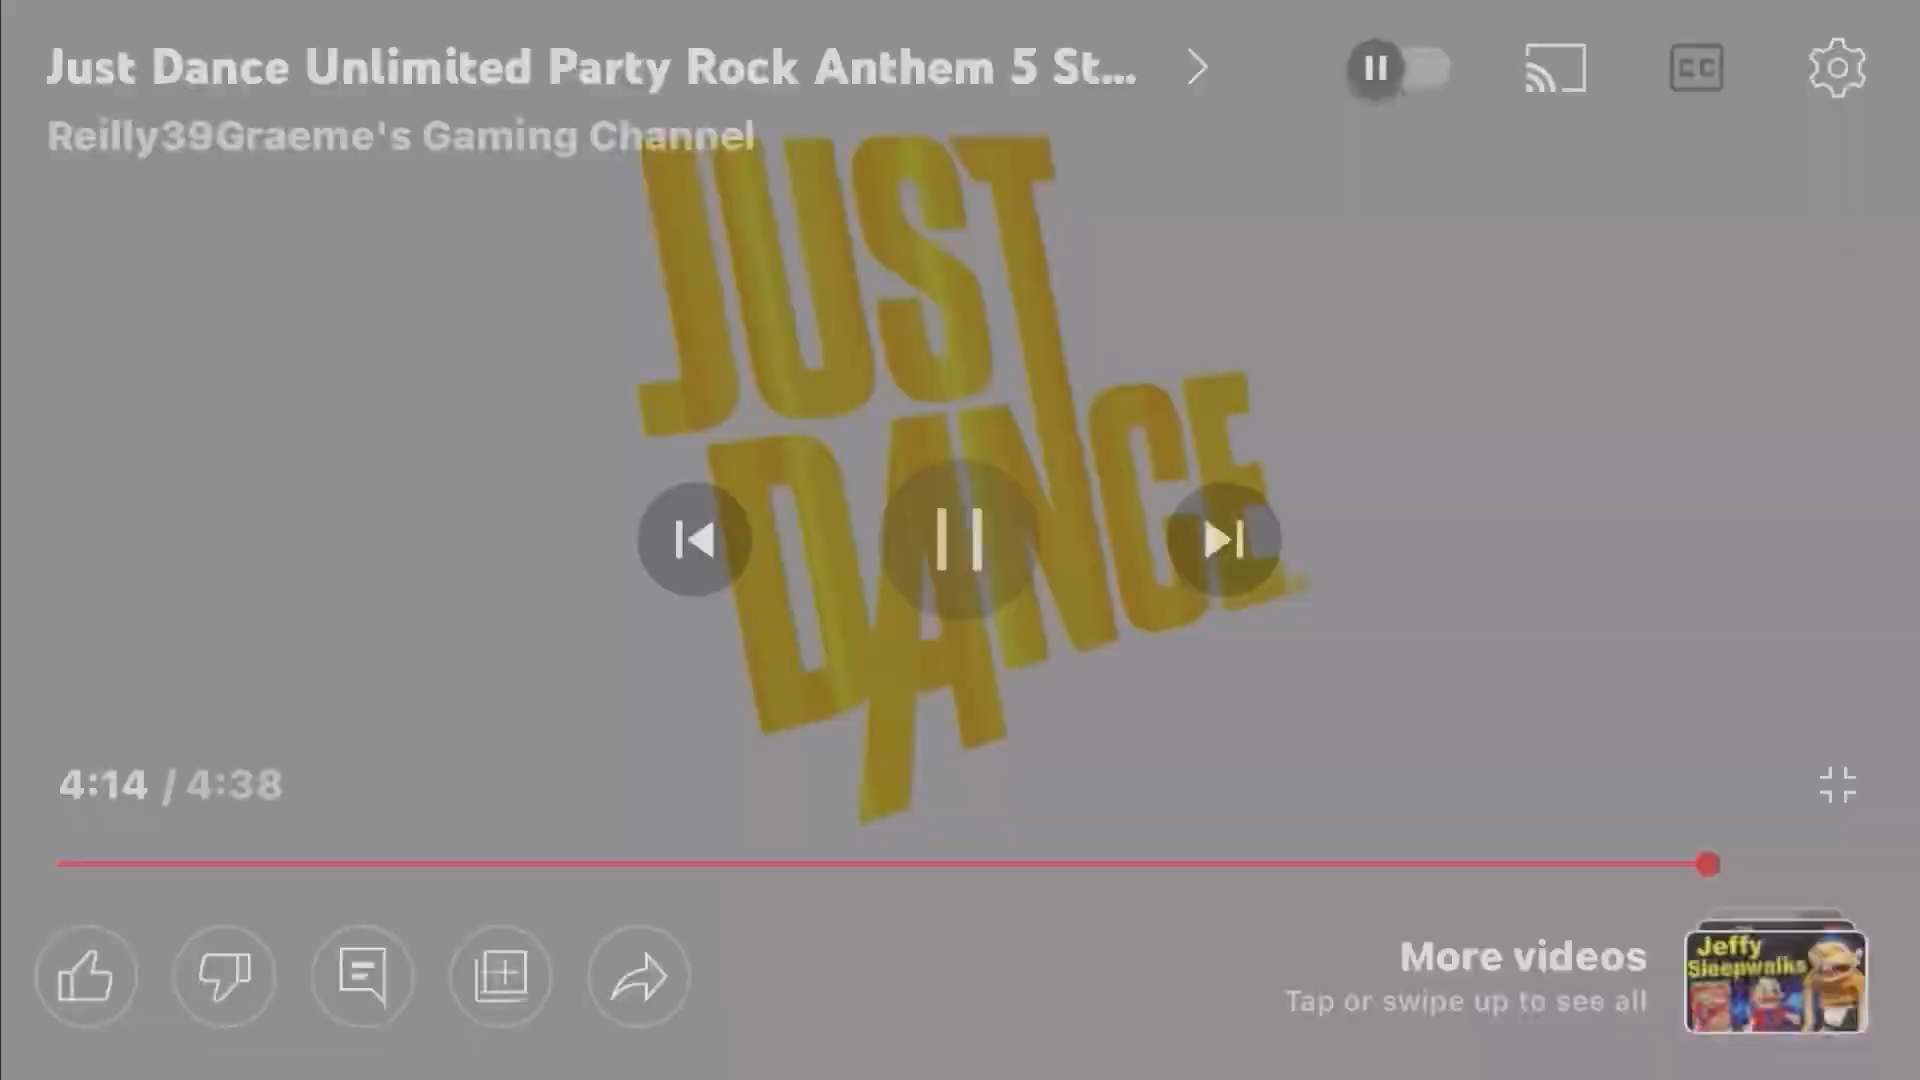 Just Dance Unlimited Party Rock Anthem 5 St...
CC
Reilly39Graeme's Gaming Channel
JUST
DANCE
4:14 / 4:38
More videos
Tap or swipe up to see all
Jeffy
Sleepwalks